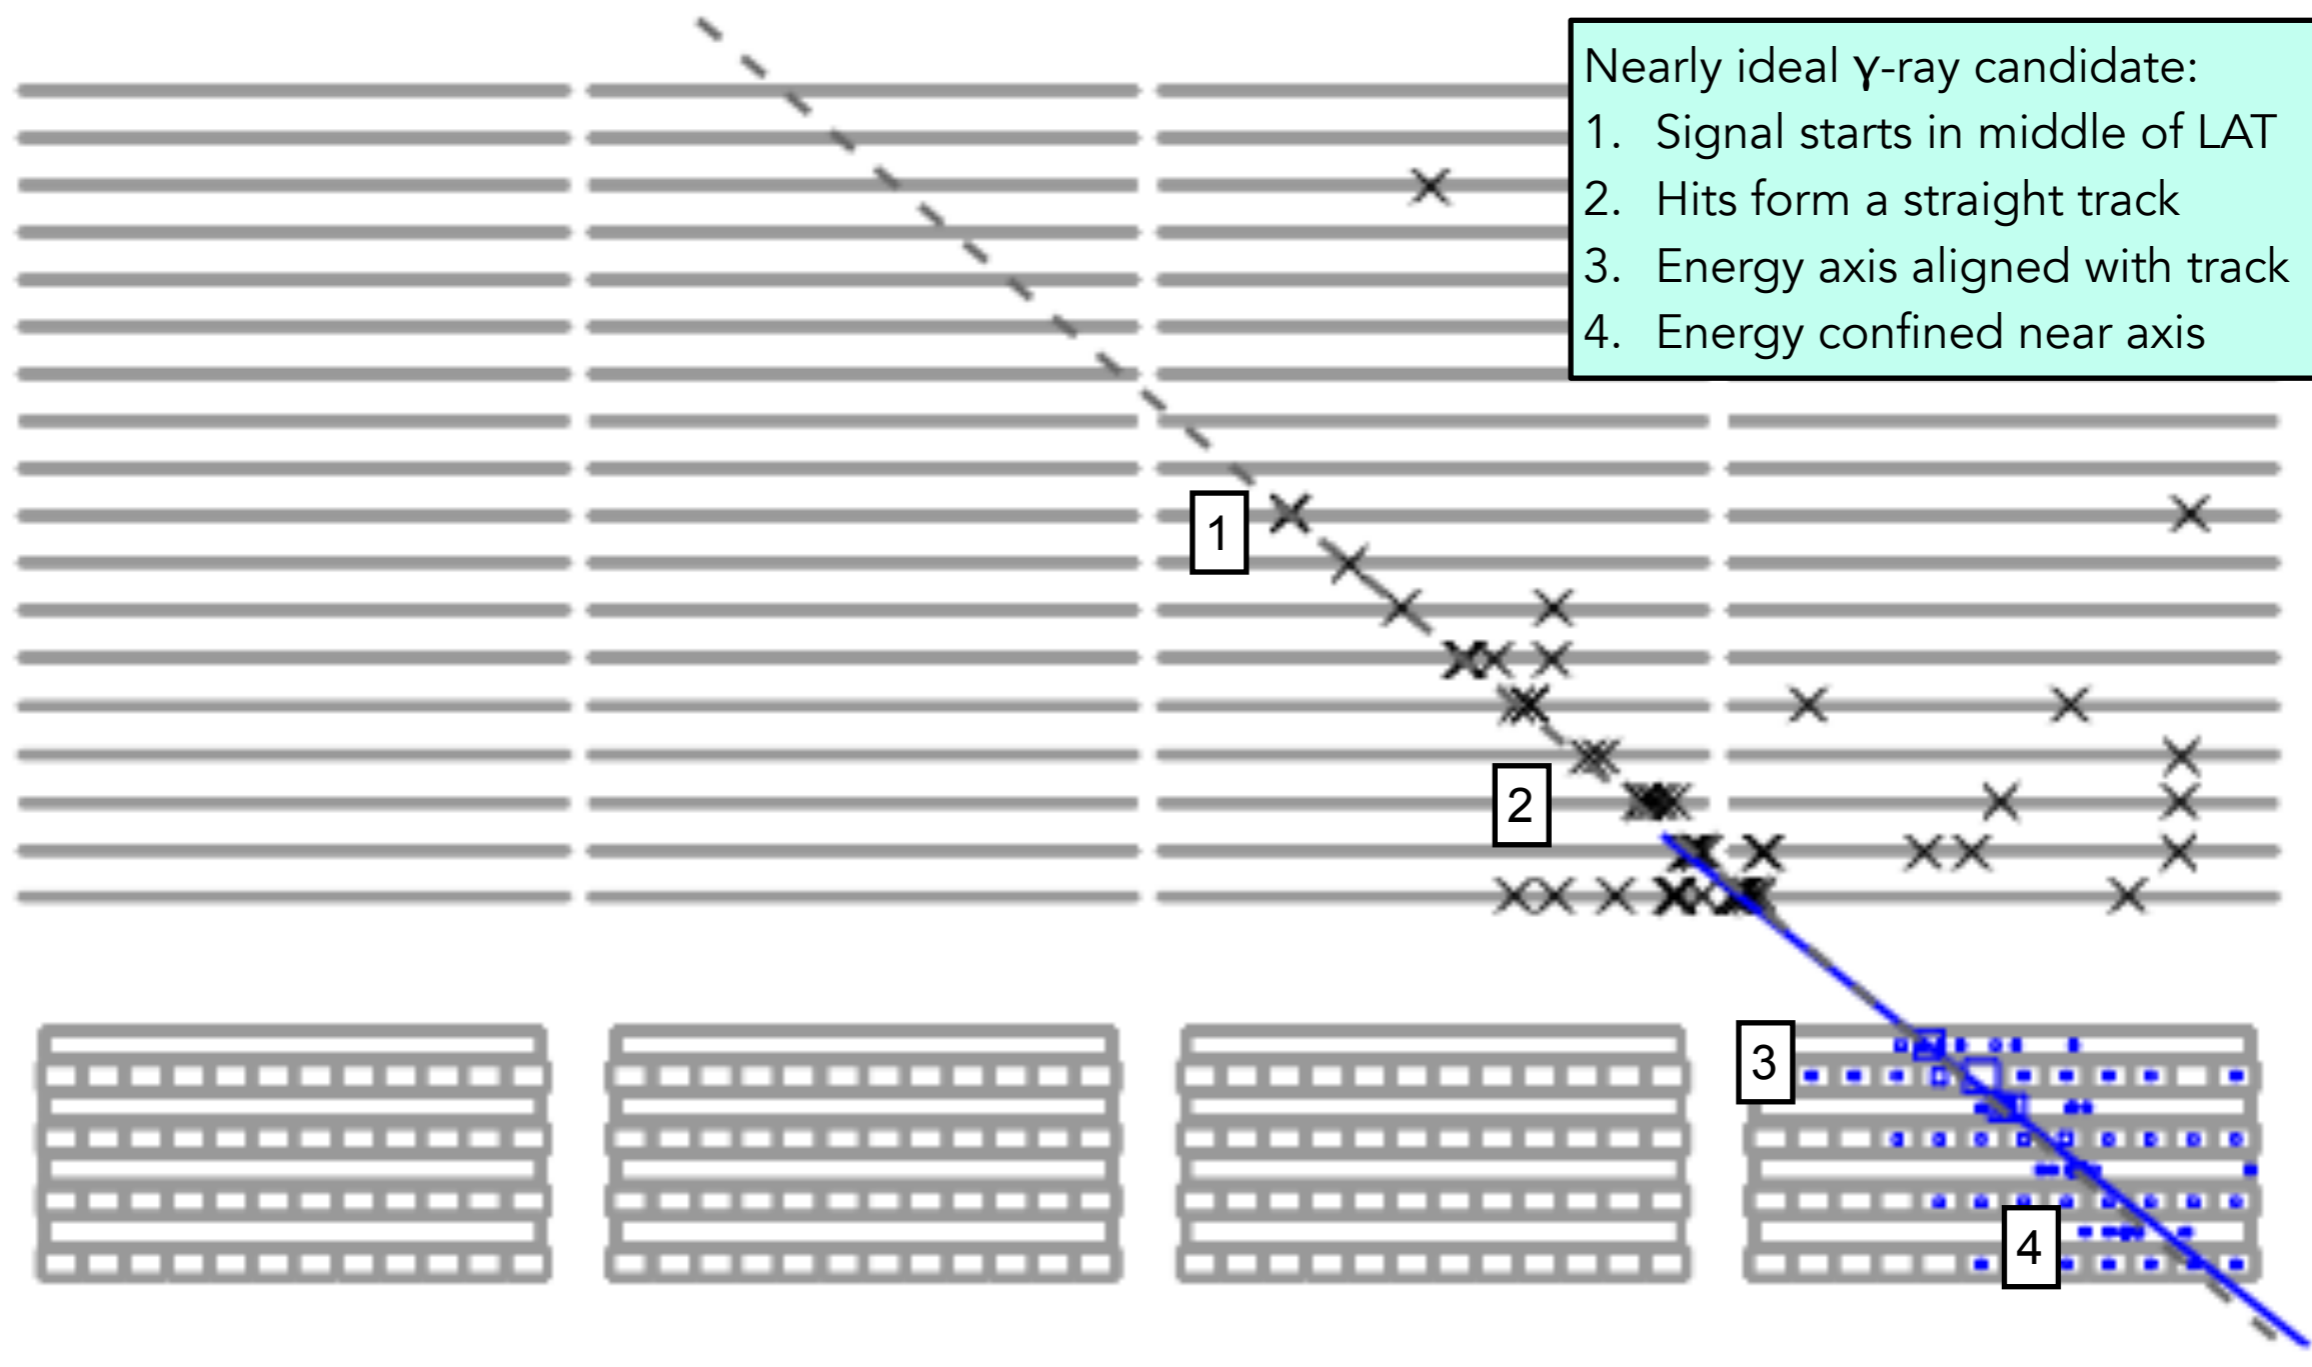 Nearly ideal γ-ray candidate:
1. Signal starts in middle of LAT
2. Hits form a straight track
3. Energy axis aligned with track
4. Energy confined near axis
1
2
3
4